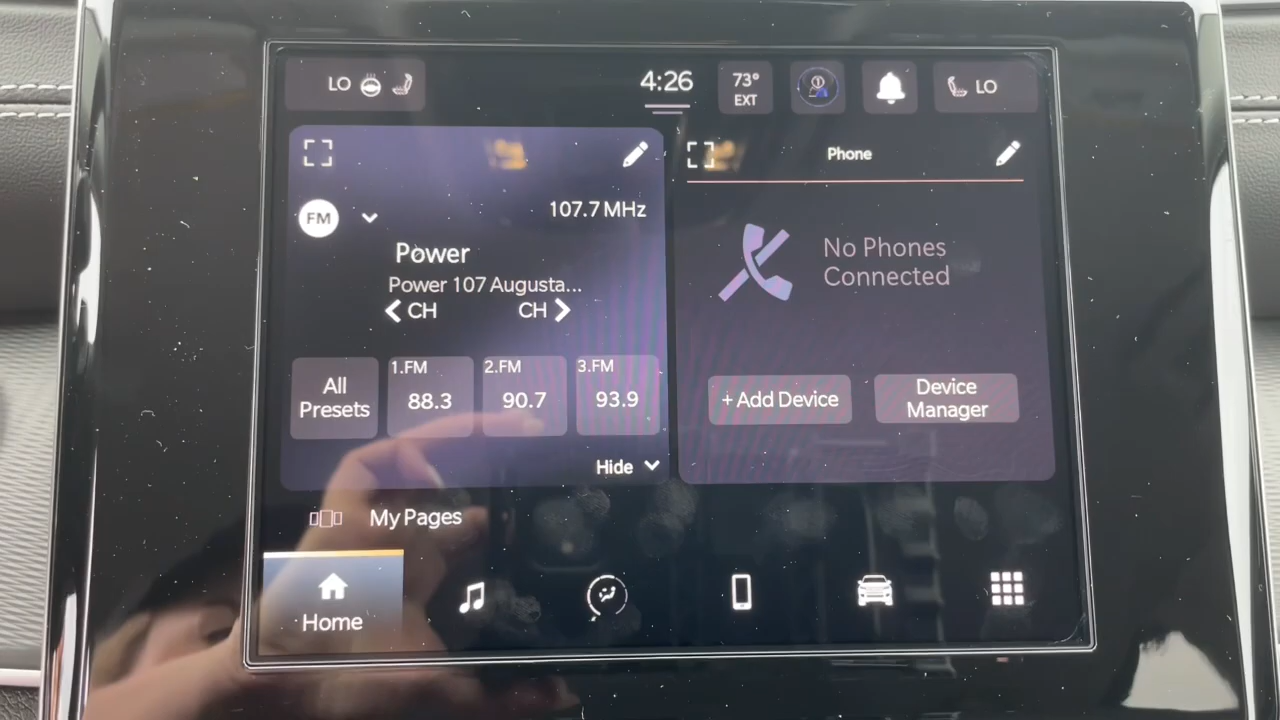 LO
4:26
73°
EXT
1
LO
Phone
FM
107.7 MHz
Power
Power 107 Augusta...
CH
CH
No Phones
Connected
All
Presets
1.FM
88.3
2.FM
90.7
3.FM
93.9
+ Add Device
Device
Manager
Hide
My Pages
Home